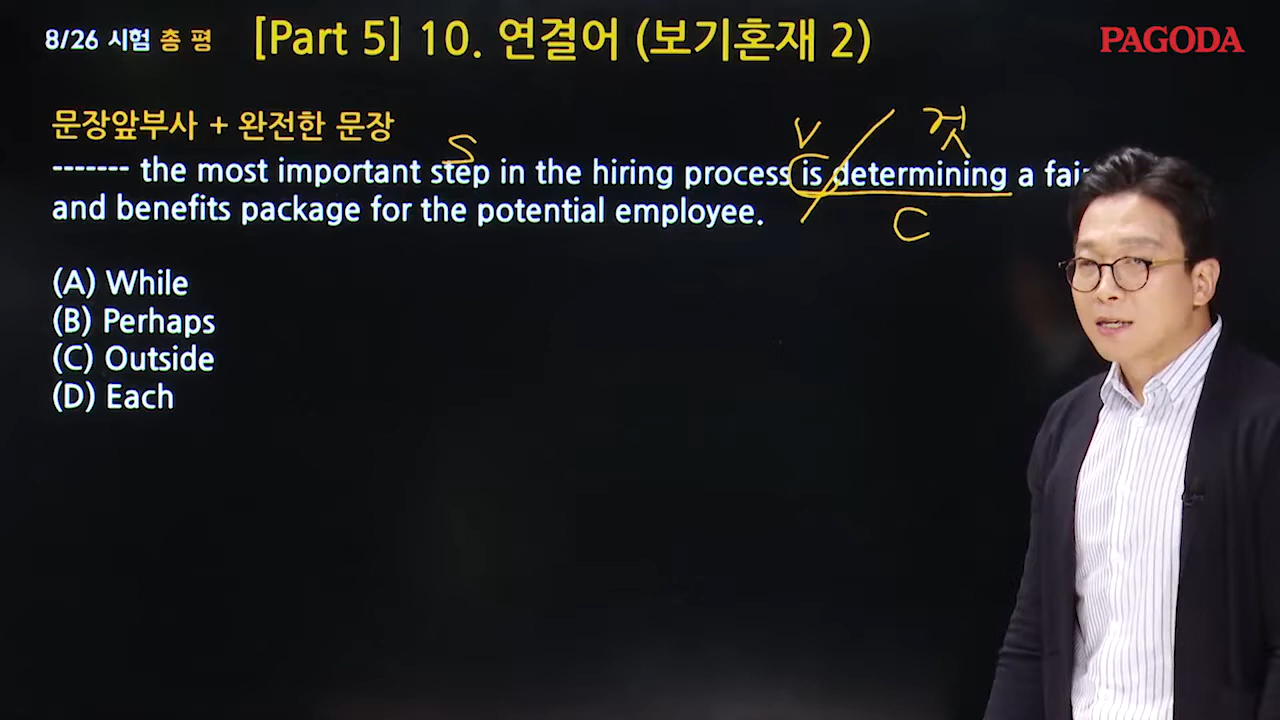 8/26 시험 총 평
[Part 5] 10. 연결어 (보기혼재 2)
PAGODA
문장앞부사 + 완전한 문장
S
V
것
------- the most important step in the hiring process is determining a fai
and benefits package for the potential employee.
C
(A) While
(B) Perhaps
(C) Outside
(D) Each